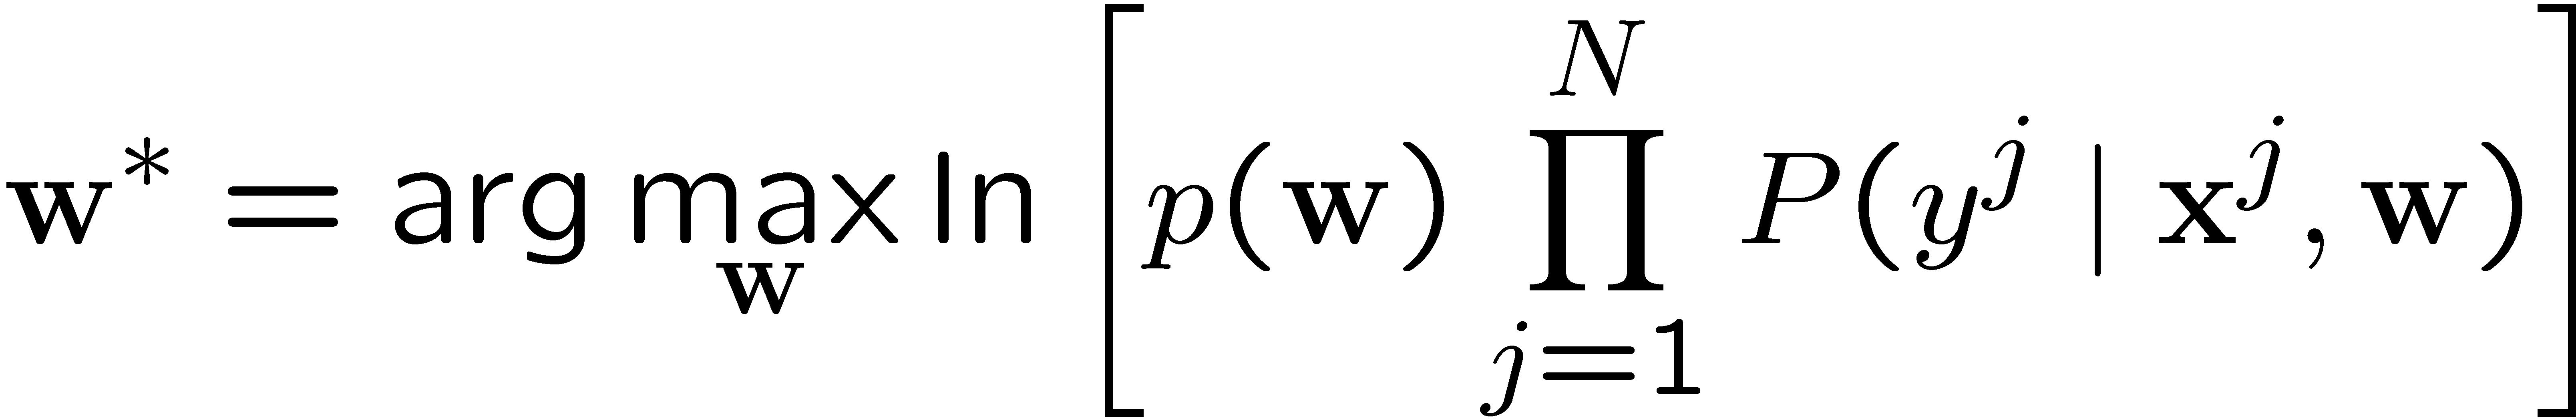 w* = arg max_w ln [ p(w) ∏_{j=1}^{N} P(y^j | x^j, w) ]